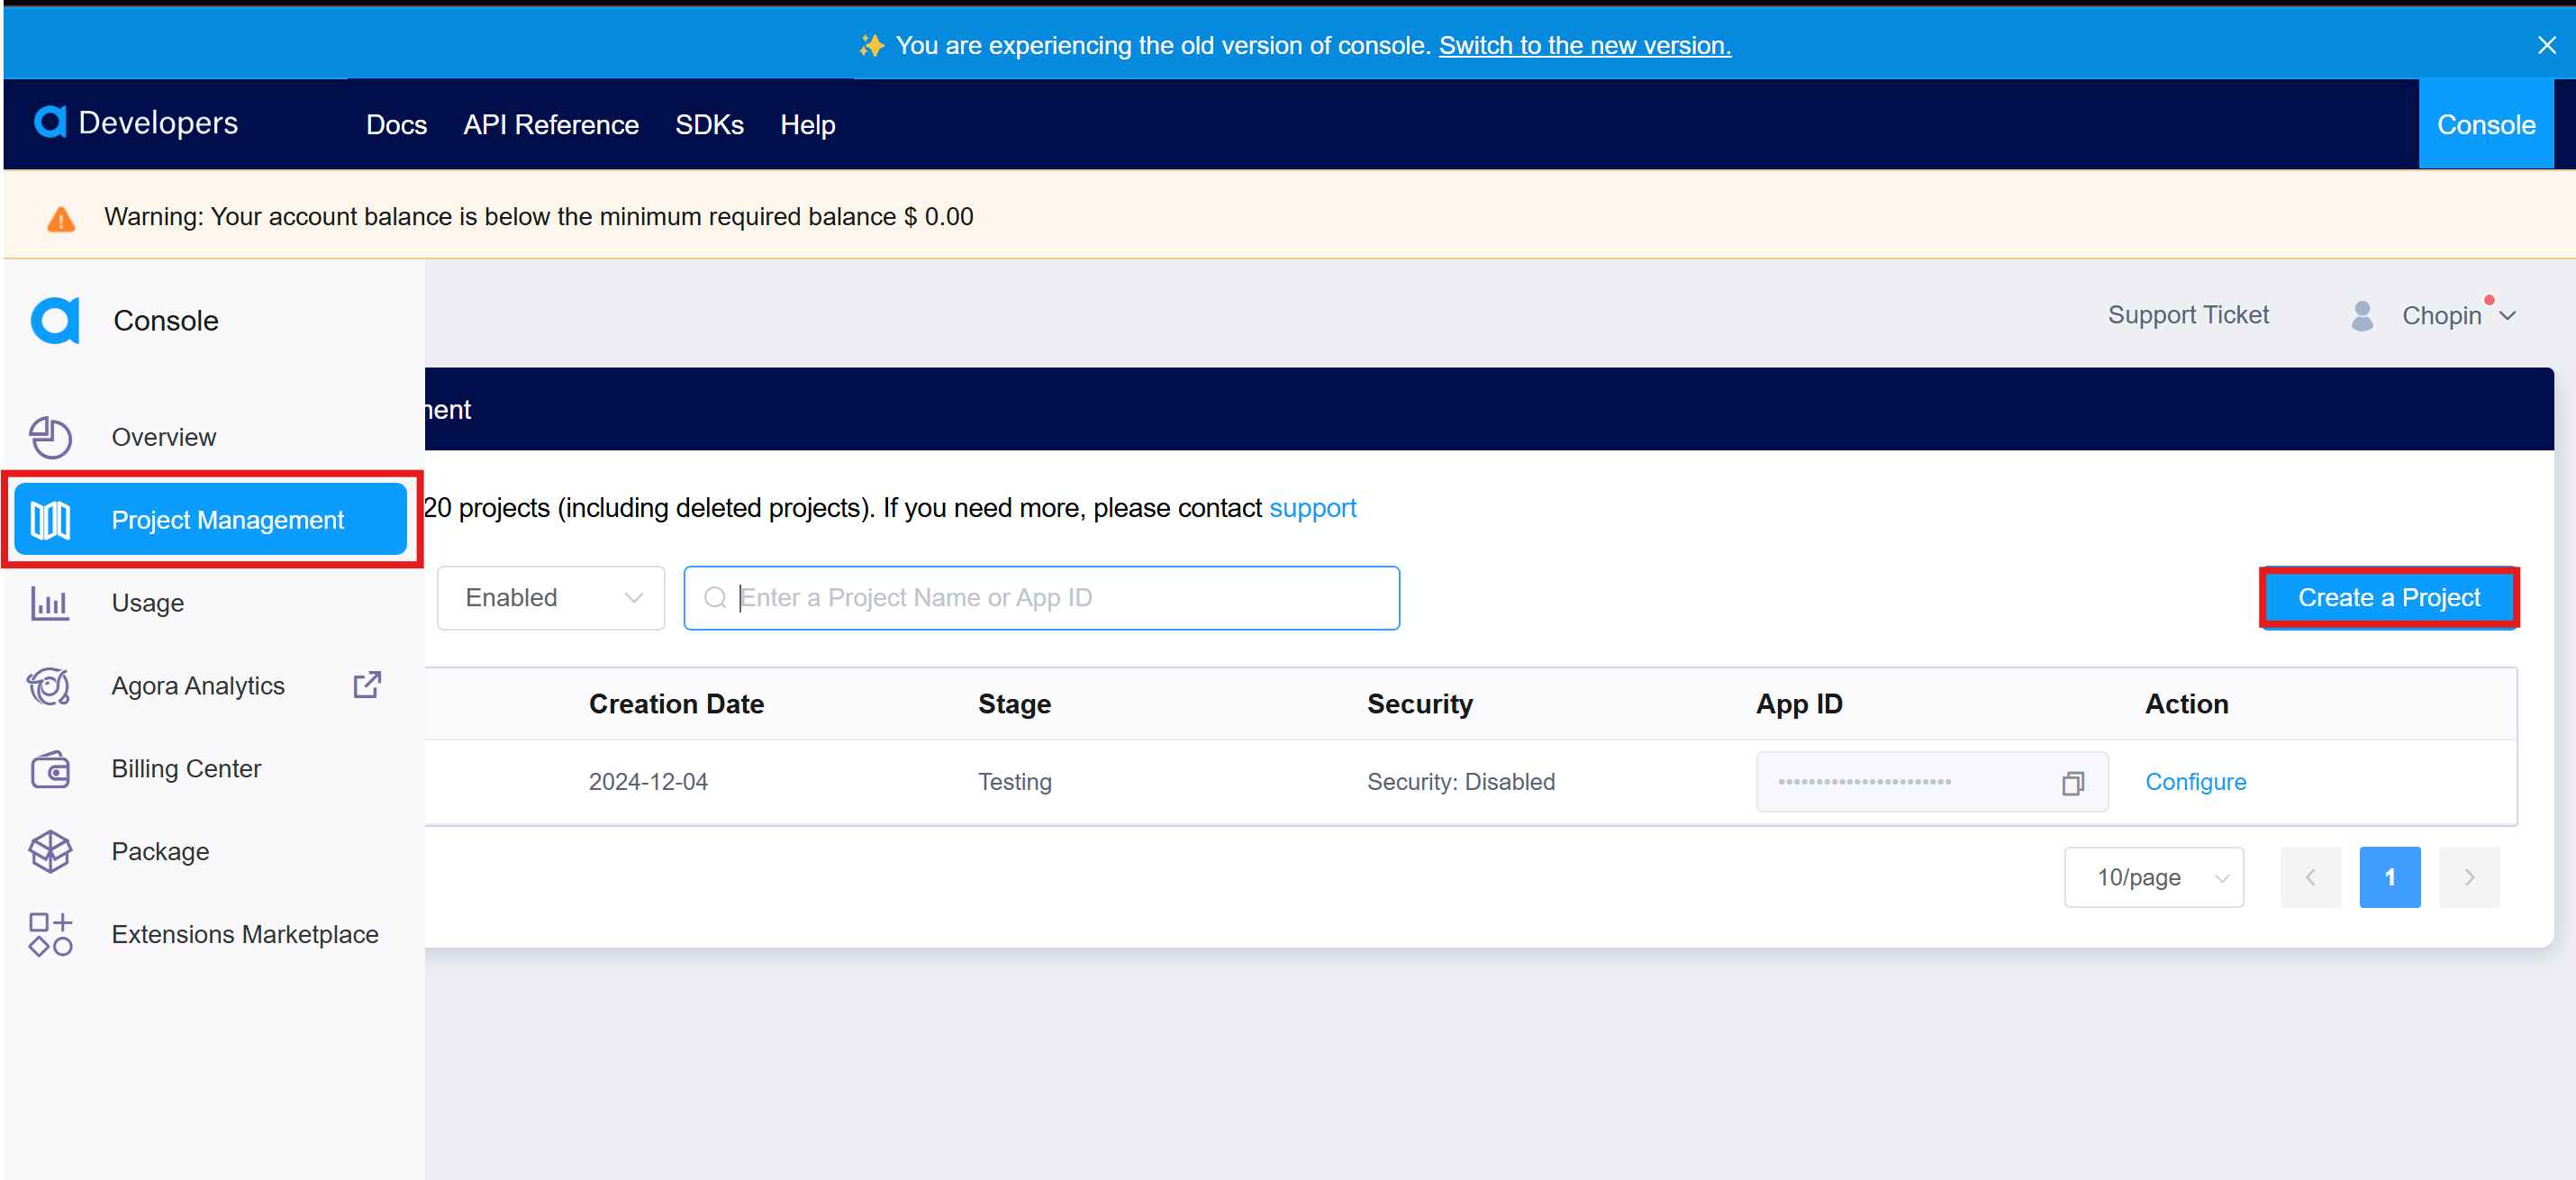 ✨ You are experiencing the old version of console. Switch to the new version.
Developers Docs API Reference SDKs Help Console
Warning: Your account balance is below the minimum required balance $ 0.00
Console
Support Ticket Chopin
Overview
Project Management
Usage
Agora Analytics
Billing Center
Package
Extensions Marketplace
20 projects (including deleted projects). If you need more, please contact support
Enabled Enter a Project Name or App ID Create a Project
Creation Date Stage Security App ID Action
2024-12-04 Testing Security: Disabled ••••••••••••••••••••••• Configure
10/page 1